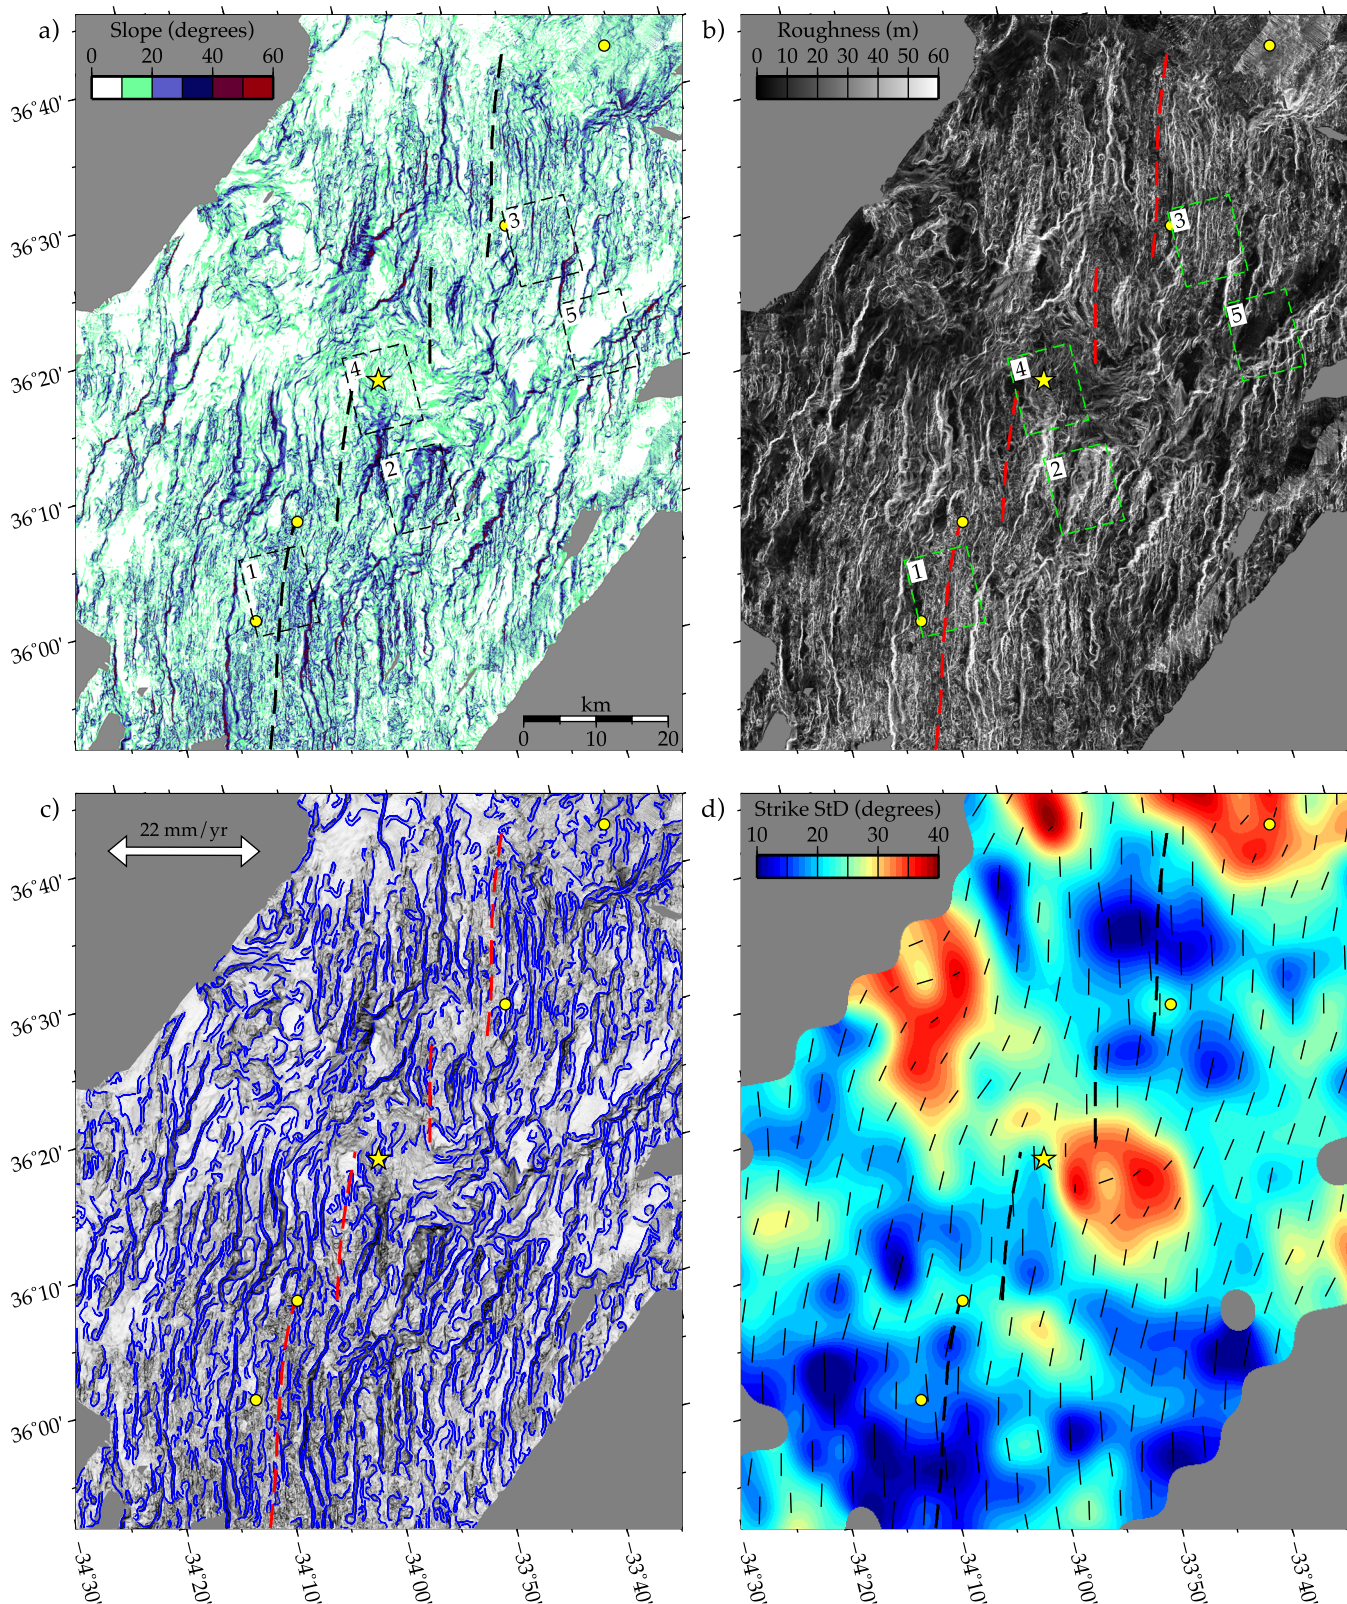 a)
Slope (degrees)
0 20 40 60
b)
Roughness (m)
0 10 20 30 40 50 60
36°40'
36°30'
36°20'
36°10'
36°00'
3
5
4
2
1
km
0 10 20
3
5
4
2
1
c)
22 mm/yr
d)
Strike StD (degrees)
10 20 30 40
36°40'
36°30'
36°20'
36°10'
36°00'
−34°30'
−34°20'
−34°10'
−34°00'
−33°50'
−33°40'
−34°30'
−34°20'
−34°10'
−34°00'
−33°50'
−33°40'